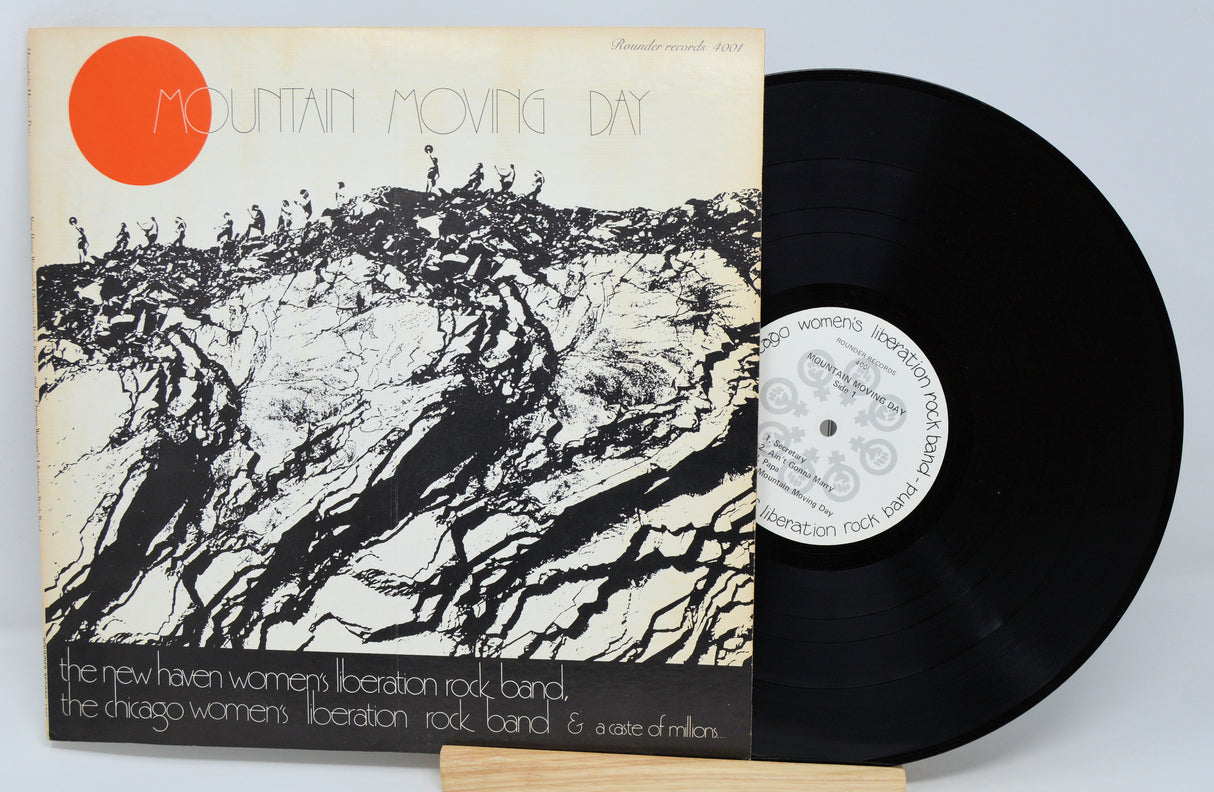 Rounder records 4001
MOUNTAIN MOVING DAY
the new haven women's liberation rock band,
the chicago women's liberation rock band & a caste of millions....
ago women's liberation rock band -
liberation rock band
ROUNDER RECORDS
MOUNTAIN MOVING DAY
Side 1
1. Secretary
2. Ain't Gonna Marry
Papa
Mountain Moving Day